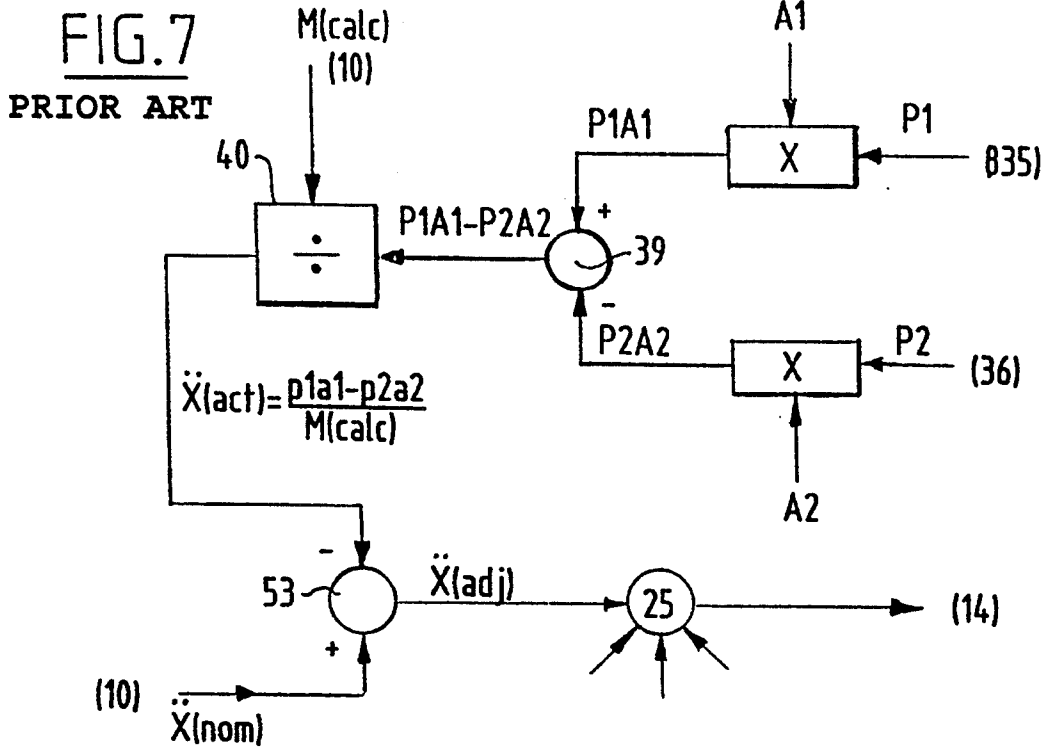 FIG.7
PRIOR ART
M(calc)
(10)
A1
P1A1
X
P1
(835)
40
÷
P1A1-P2A2
+
39
-
P2A2
X
P2
(36)
A2
Ẍ(act)= p1a1-p2a2
M(calc)
-
53
Ẍ(adj)
25
(14)
+
(10)
Ẍ(nom)